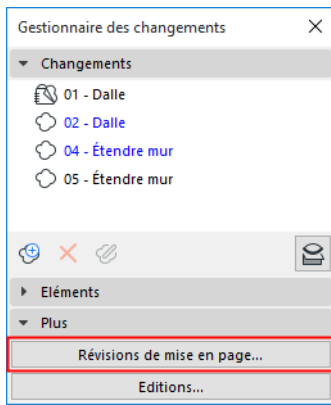 Gestionnaire des changements
Changements
01 - Dalle
02 - Dalle
04 - Étendre mur
05 - Étendre mur
Eléments
Plus
Révisions de mise en page...
Editions...